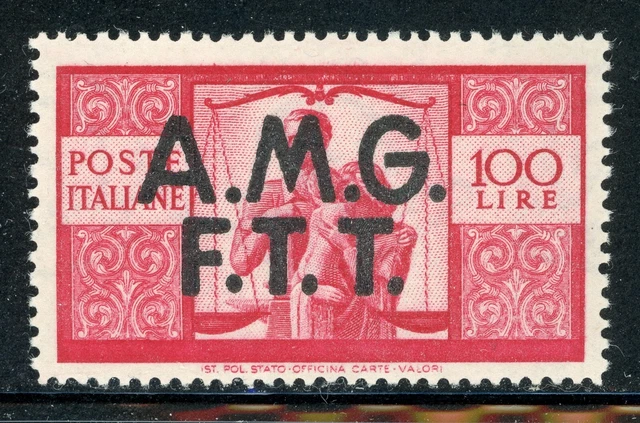 POSTE
ITALIANE
100
LIRE
A.M.G.
F.T.T.
IST. POL. STATO-OFFICINA CARTE-VALORI